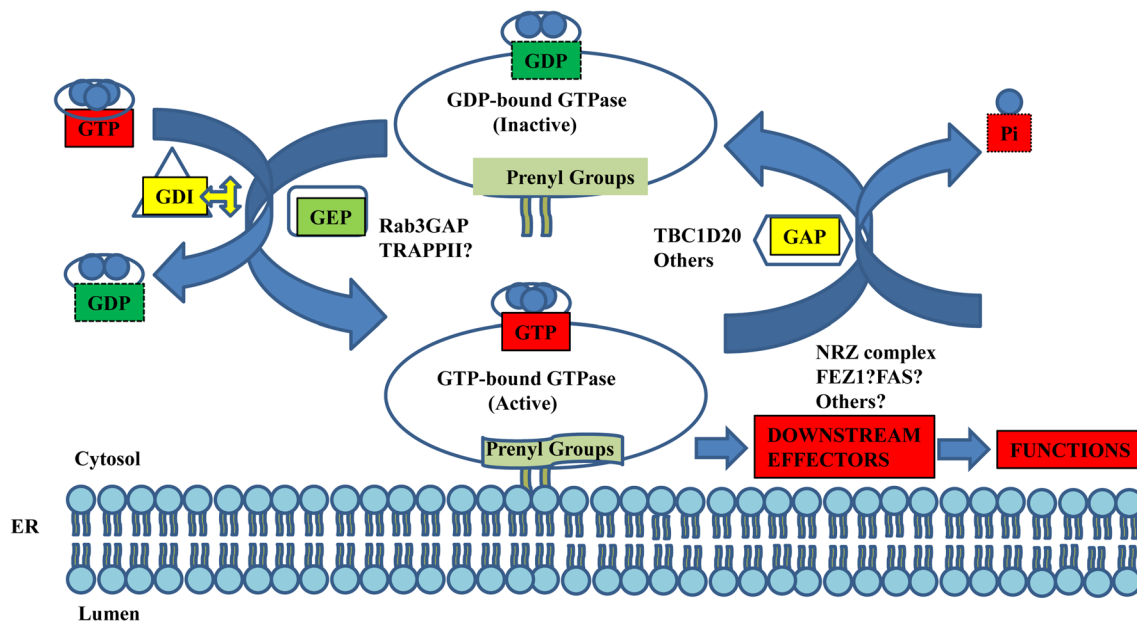 GDP
GDP-bound GTPase
(Inactive)
Prenyl Groups
GTP
GDI
GEP
Rab3GAP
TRAPPII?
GDP
Pi
TBC1D20
Others
GAP
GTP
GTP-bound GTPase
(Active)
Prenyl Groups
NRZ complex
FEZ1?FAS?
Others?
DOWNSTREAM
EFFECTORS
FUNCTIONS
Cytosol
ER
Lumen